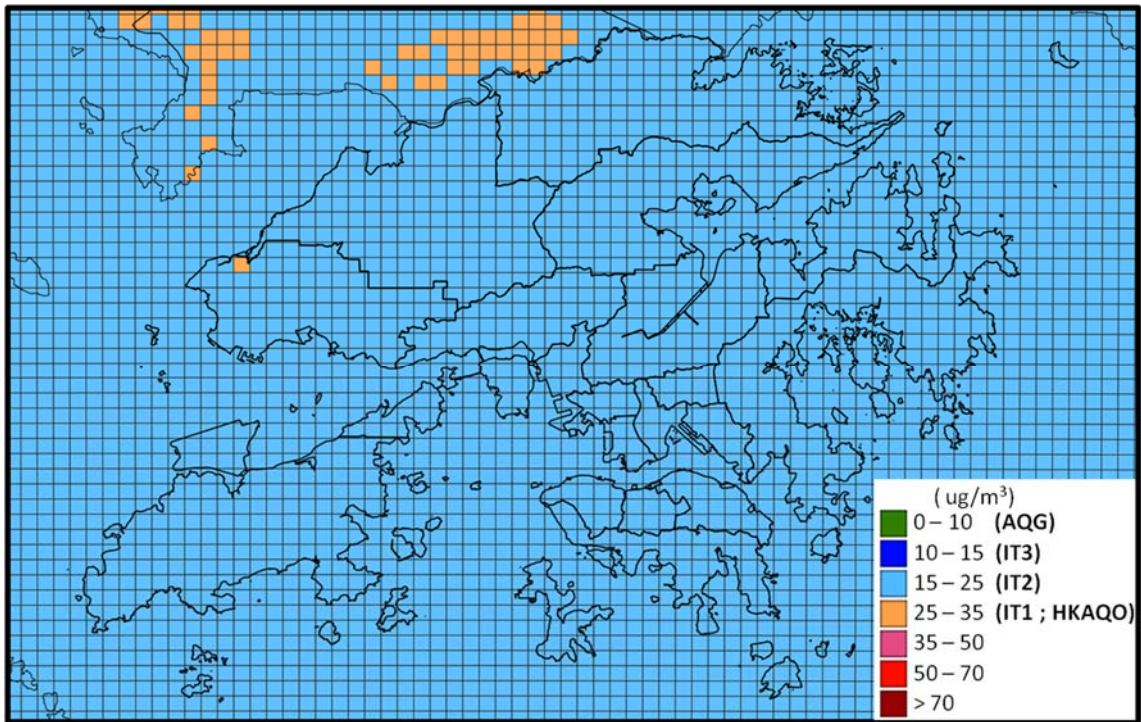 ( ug/m³)
0 – 10 (AQG)
10 – 15 (IT3)
15 – 25 (IT2)
25 – 35 (IT1 ; HKAQO)
35 – 50
50 – 70
> 70